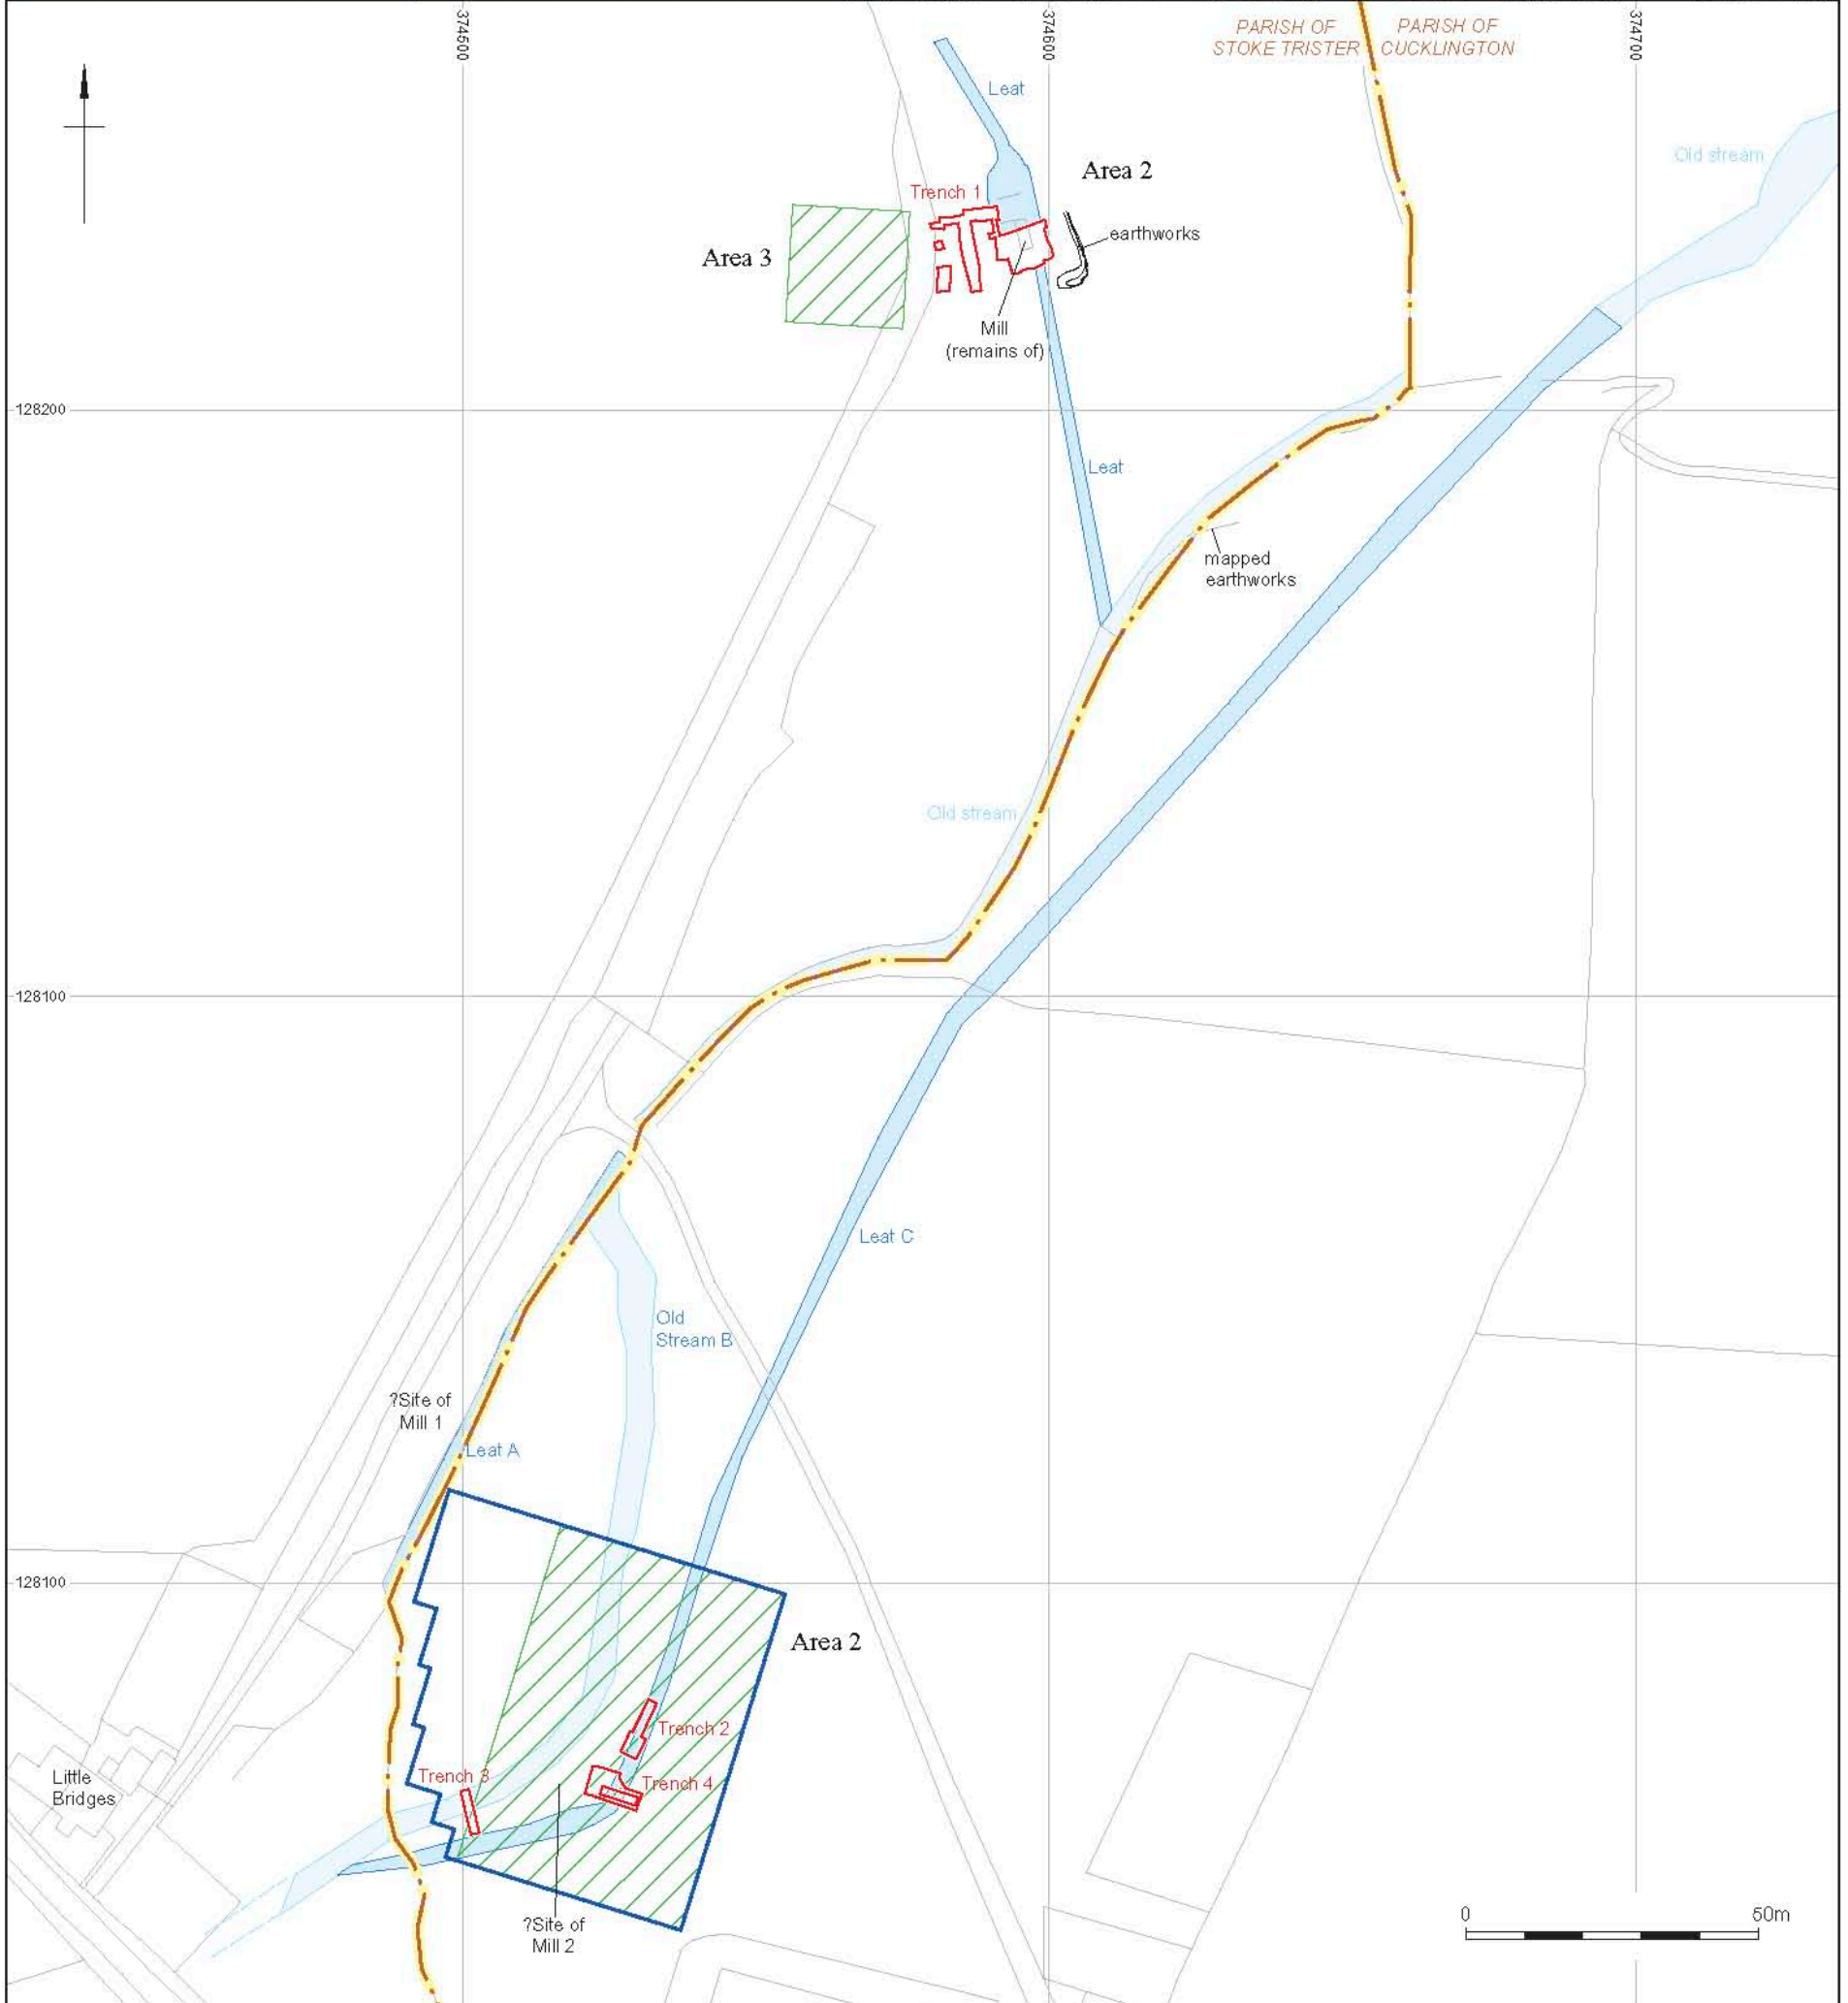 374500
374600
374700
PARISH OF
STOKE TRISTER
PARISH OF
CUCKLINGTON
Leat
Old stream
Area 2
Trench 1
earthworks
Area 3
Mill
(remains of)
128200
Leat
mapped
earthworks
Old stream
128100
Leat C
Old
Stream B
?Site of
Mill 1
Leat A
128100
Area 2
Trench 2
Trench 3
Trench 4
Little
Bridges
?Site of
Mill 2
0
50m